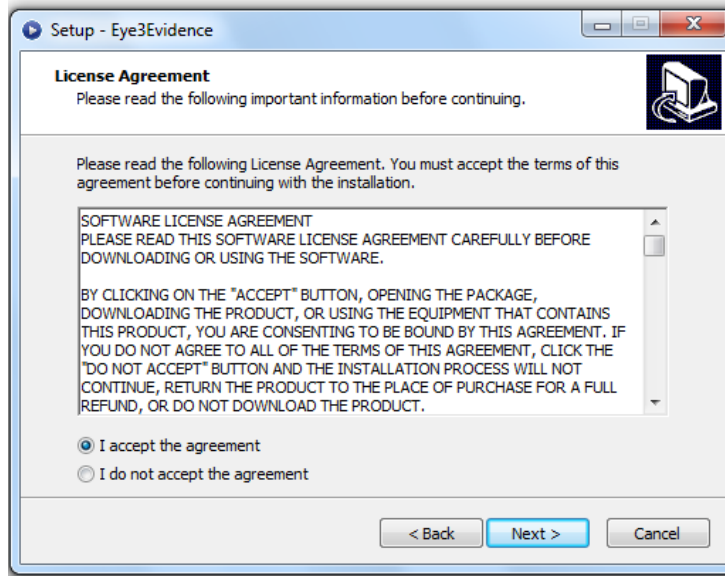 Setup - Eye3Evidence
License Agreement
Please read the following important information before continuing.
Please read the following License Agreement. You must accept the terms of this
agreement before continuing with the installation.
SOFTWARE LICENSE AGREEMENT
PLEASE READ THIS SOFTWARE LICENSE AGREEMENT CAREFULLY BEFORE
DOWNLOADING OR USING THE SOFTWARE.
BY CLICKING ON THE "ACCEPT" BUTTON, OPENING THE PACKAGE,
DOWNLOADING THE PRODUCT, OR USING THE EQUIPMENT THAT CONTAINS
THIS PRODUCT, YOU ARE CONSENTING TO BE BOUND BY THIS AGREEMENT. IF
YOU DO NOT AGREE TO ALL OF THE TERMS OF THIS AGREEMENT, CLICK THE
"DO NOT ACCEPT" BUTTON AND THE INSTALLATION PROCESS WILL NOT
CONTINUE, RETURN THE PRODUCT TO THE PLACE OF PURCHASE FOR A FULL
REFUND, OR DO NOT DOWNLOAD THE PRODUCT.
I accept the agreement
I do not accept the agreement
< Back Next > Cancel